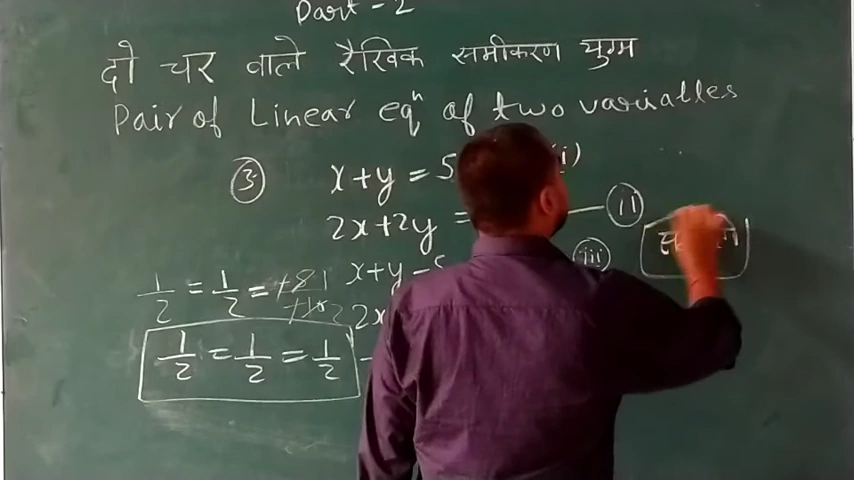 Part - 2
दो चर वाले रैखिक समीकरण युग्म
Pair of Linear eqⁿ of two variables
③ x+y = 5 (i)
2x+2y = — (ii)
x+y-5 (iii)
1/2 = 1/2 =
2x
1/2 = 1/2 = 1/2